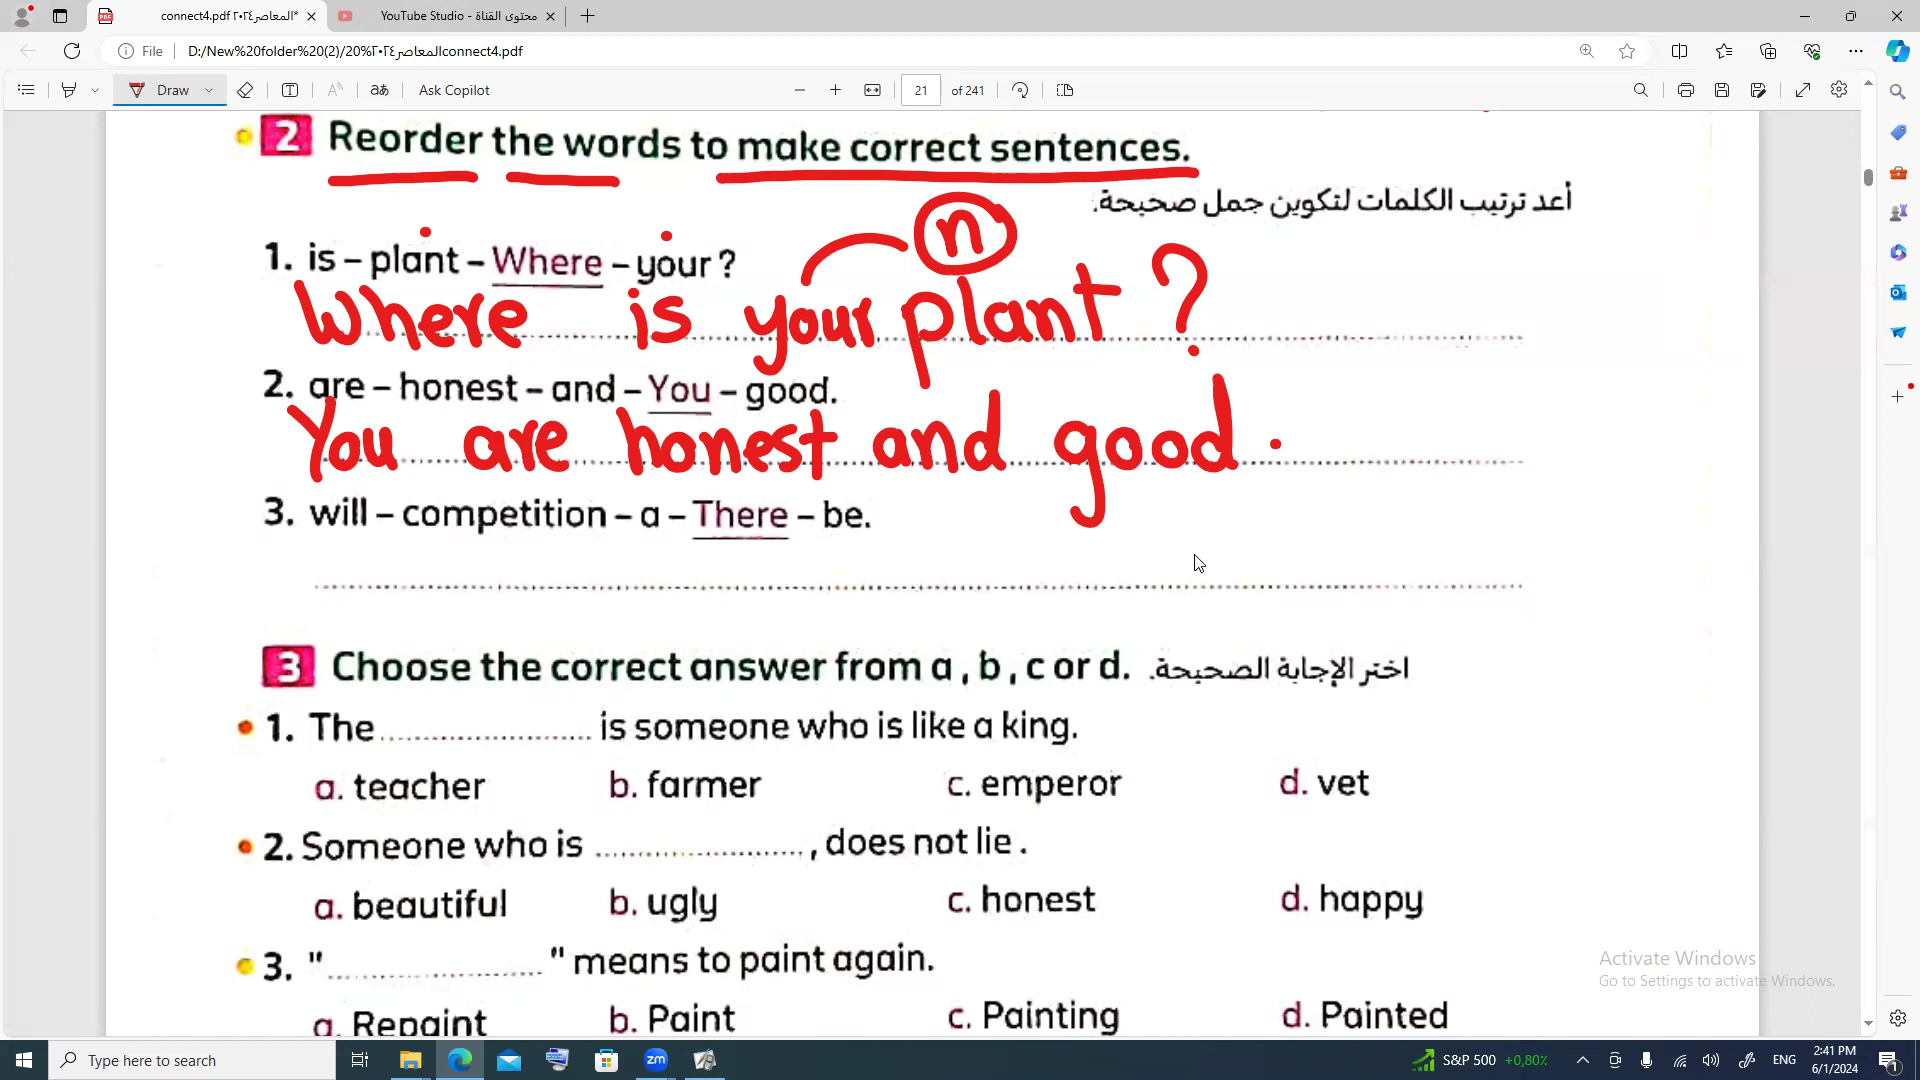 connect4.pdf المعاصر٢٠٢٤*
YouTube Studio - محتوى القناة
File
D:/New%20folder%20(2)/20%المعاصر٢٠٢٤connect4.pdf
Draw
Ask Copilot
21
of 241
2 Reorder the words to make correct sentences.
أعد ترتيب الكلمات لتكوين جمل صحيحة.
n
1. is – plant – Where – your ?
Where is your plant ?
2. are – honest – and – You – good.
You are honest and good .
3. will – competition – a – There – be.
3 Choose the correct answer from a , b , c or d. اختر الإجابة الصحيحة.
1. The ........................ is someone who is like a king.
a. teacher b. farmer c. emperor d. vet
2. Someone who is ........................ , does not lie .
a. beautiful b. ugly c. honest d. happy
3. " ........................ " means to paint again.
a. Repaint b. Paint c. Painting d. Painted
Activate Windows
Go to Settings to activate Windows.
Type here to search
zm
S&P 500 +0,80%
ENG
2:41 PM
6/1/2024
1